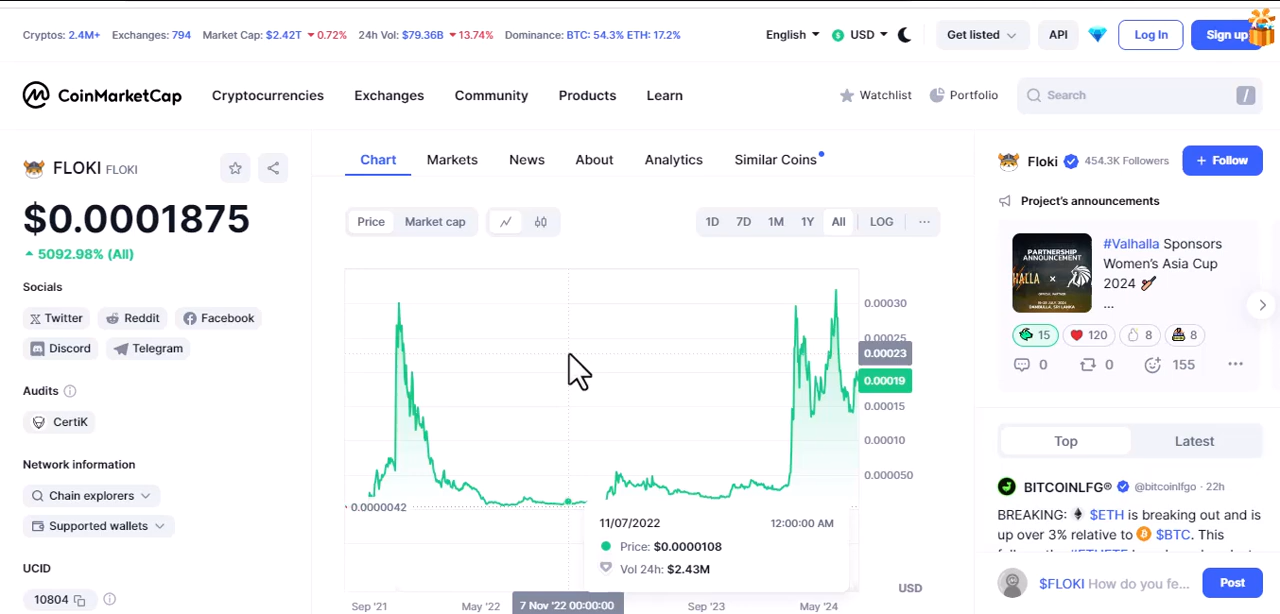 Cryptos: 2.4M+ Exchanges: 794 Market Cap: $2.42T 0.72% 24h Vol: $79.36B 13.74% Dominance: BTC: 54.3% ETH: 17.2% English USD Get listed API Log In Sign up
CoinMarketCap Cryptocurrencies Exchanges Community Products Learn Watchlist Portfolio Search /
FLOKI FLOKI
$0.0001875
5092.98% (All)
Socials
Twitter Reddit Facebook
Discord Telegram
Audits
CertiK
Network information
Chain explorers
Supported wallets
UCID
10804
Chart Markets News About Analytics Similar Coins
Price Market cap 1D 7D 1M 1Y All LOG ...
0.00030
0.00025
0.00023
0.00019
0.00015
0.00010
0.000050
0.0000042
11/07/2022 12:00:00 AM
Price: $0.0000108
Vol 24h: $2.43M
USD
Sep '21 May '22 7 Nov '22 00:00:00 Sep '23 May '24
Floki 454.3K Followers + Follow
Project's announcements
PARTNERSHIP
ANNOUNCEMENT
#Valhalla Sponsors
Women's Asia Cup
2024
...
15 120 8 8
0 0 155 ...
Top Latest
BITCOINLFG® @bitcoinlfgo · 22h
BREAKING: $ETH is breaking out and is
up over 3% relative to $BTC. This
$FLOKI How do you fe... Post